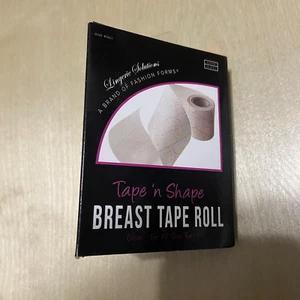 Lingerie Solutions
A BRAND OF FASHION FORMS®
Tape 'n Shape
BREAST TAPE ROLL